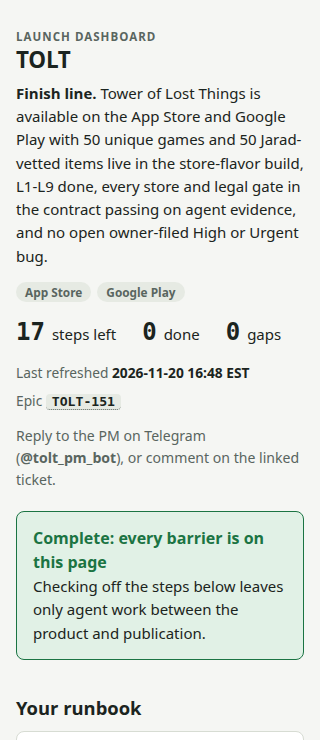 LAUNCH DASHBOARD
TOLT
Finish line. Tower of Lost Things is
available on the App Store and Google
Play with 50 unique games and 50 Jarad-
vetted items live in the store-flavor build,
L1-L9 done, every store and legal gate in
the contract passing on agent evidence,
and no open owner-filed High or Urgent
bug.
App Store Google Play
17 steps left 0 done 0 gaps
Last refreshed 2026-11-20 16:48 EST
Epic TOLT-151
Reply to the PM on Telegram
(@tolt_pm_bot), or comment on the linked
ticket.
Complete: every barrier is on
this page
Checking off the steps below leaves
only agent work between the
product and publication.
Your runbook